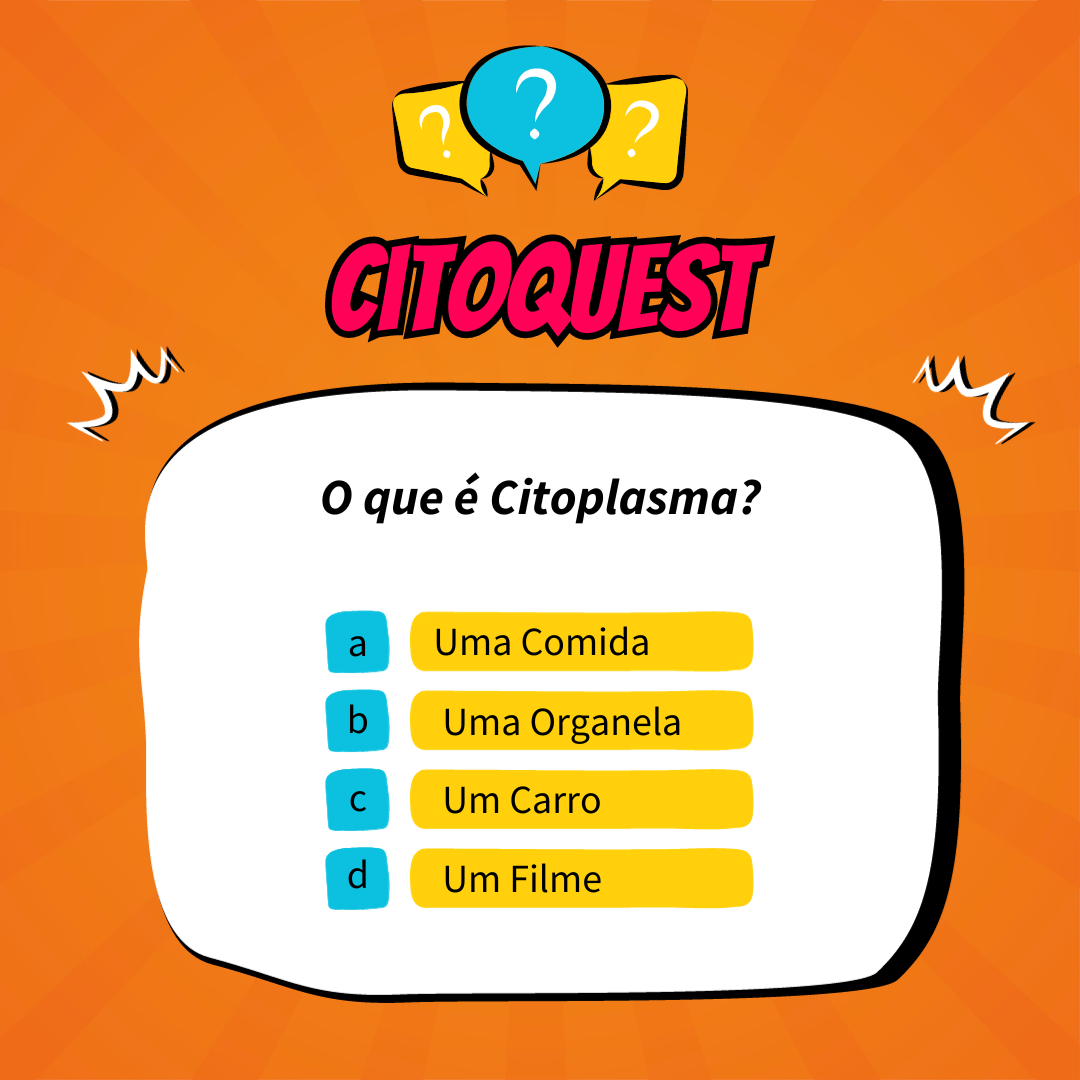 ? ? ?
CITOQUEST
O que é Citoplasma?
a Uma Comida
b Uma Organela
c Um Carro
d Um Filme